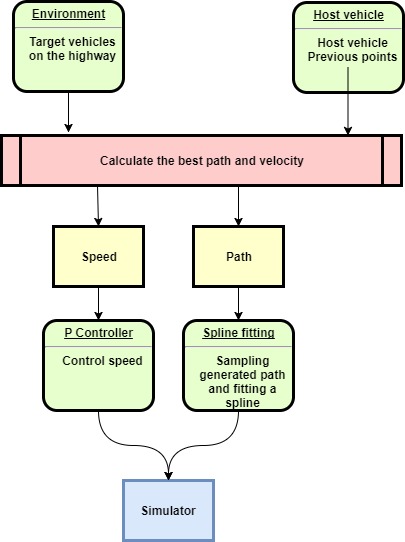 Environment
Target vehicles
on the highway
Host vehicle
Host vehicle
Previous points
Calculate the best path and velocity
Speed
Path
P Controller
Control speed
Spline fitting
Sampling
generated path
and fitting a
spline
Simulator